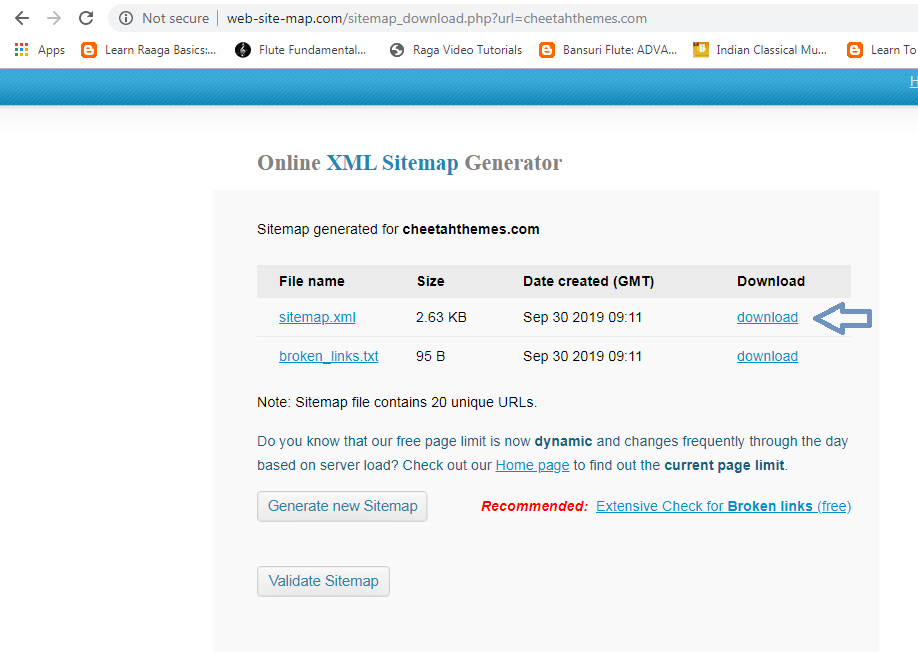 Not secure | web-site-map.com/sitemap_download.php?url=cheetahthemes.com
Apps Learn Raaga Basics:... Flute Fundamental... Raga Video Tutorials Bansuri Flute: ADVA... Indian Classical Mu... Learn To
H
Online XML Sitemap Generator
Sitemap generated for cheetahthemes.com
File name Size Date created (GMT) Download
sitemap.xml 2.63 KB Sep 30 2019 09:11 download
broken_links.txt 95 B Sep 30 2019 09:11 download
Note: Sitemap file contains 20 unique URLs.
Do you know that our free page limit is now dynamic and changes frequently through the day
based on server load? Check out our Home page to find out the current page limit.
Generate new Sitemap Recommended: Extensive Check for Broken links (free)
Validate Sitemap